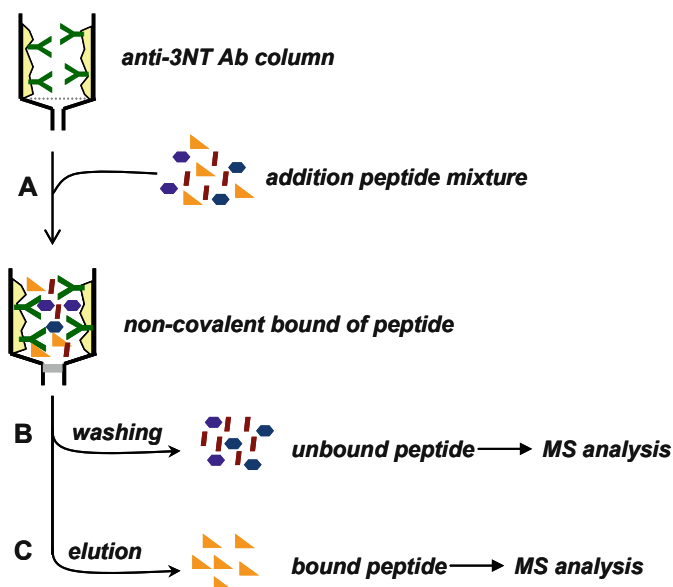 anti-3NT Ab column
A
addition peptide mixture
non-covalent bound of peptide
B washing unbound peptide MS analysis
C elution bound peptide MS analysis